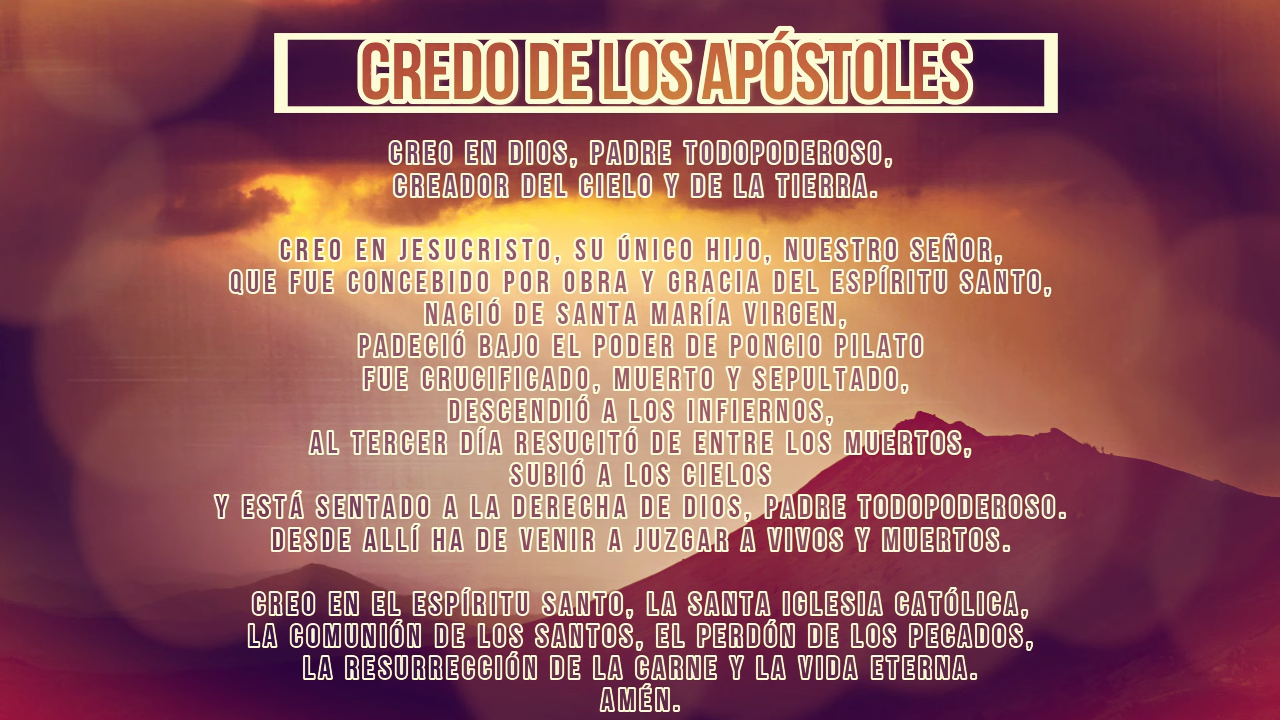 CREDO DE LOS APÓSTOLES
CREO EN DIOS, PADRE TODOPODEROSO,
CREADOR DEL CIELO Y DE LA TIERRA.
CREO EN JESUCRISTO, SU ÚNICO HIJO, NUESTRO SEÑOR,
QUE FUE CONCEBIDO POR OBRA Y GRACIA DEL ESPÍRITU SANTO,
NACIÓ DE SANTA MARÍA VIRGEN,
PADECIÓ BAJO EL PODER DE PONCIO PILATO
FUE CRUCIFICADO, MUERTO Y SEPULTADO,
DESCENDIÓ A LOS INFIERNOS,
AL TERCER DÍA RESUCITÓ DE ENTRE LOS MUERTOS,
SUBIÓ A LOS CIELOS
Y ESTÁ SENTADO A LA DERECHA DE DIOS, PADRE TODOPODEROSO.
DESDE ALLÍ HA DE VENIR A JUZGAR A VIVOS Y MUERTOS.
CREO EN EL ESPÍRITU SANTO, LA SANTA IGLESIA CATÓLICA,
LA COMUNIÓN DE LOS SANTOS, EL PERDÓN DE LOS PECADOS,
LA RESURRECCIÓN DE LA CARNE Y LA VIDA ETERNA.
AMÉN.